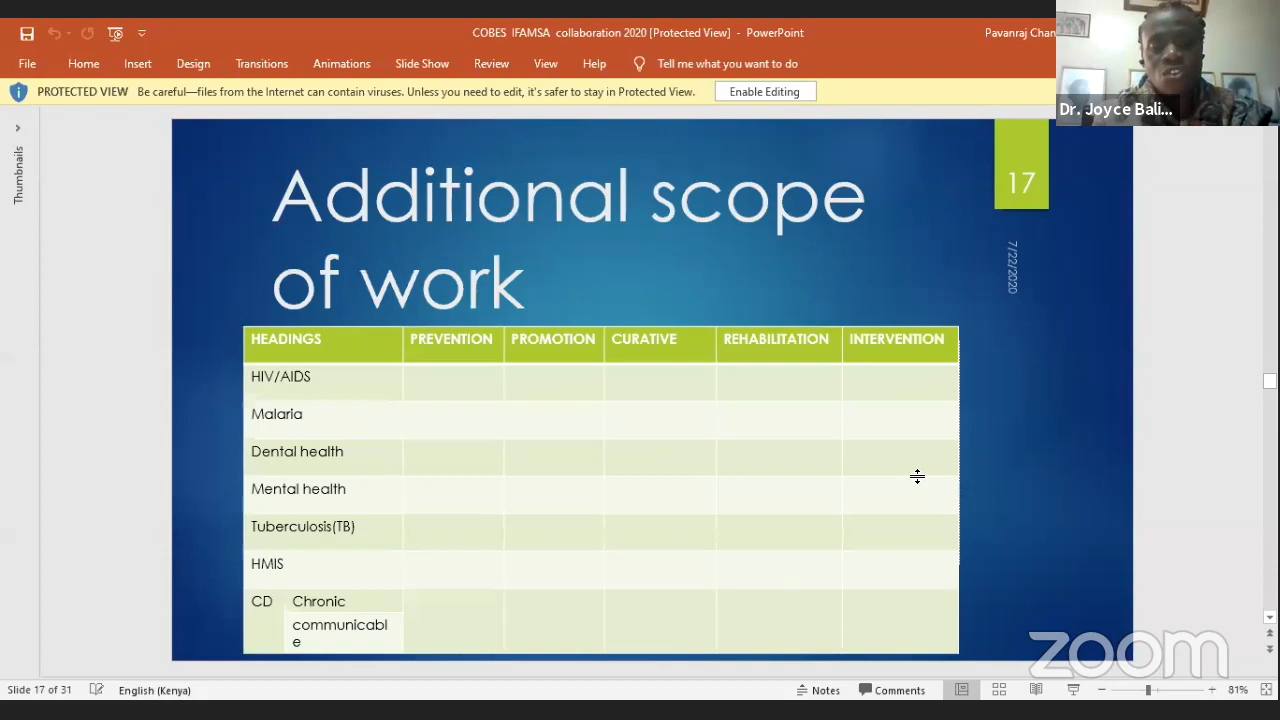 COBES IFAMSA collaboration 2020 [Protected View] - PowerPoint
Pavanraj Chan
File Home Insert Design Transitions Animations Slide Show Review View Help Tell me what you want to do
PROTECTED VIEW Be careful—files from the Internet can contain viruses. Unless you need to edit, it's safer to stay in Protected View. Enable Editing
Dr. Joyce Bali...
Thumbnails
Additional scope
of work
17
7/22/2020
HEADINGS PREVENTION PROMOTION CURATIVE REHABILITATION INTERVENTION
HIV/AIDS
Malaria
Dental health
Mental health
Tuberculosis(TB)
HMIS
CD Chronic
communicabl
e
zoom
Slide 17 of 31 English (Kenya) Notes Comments 81%